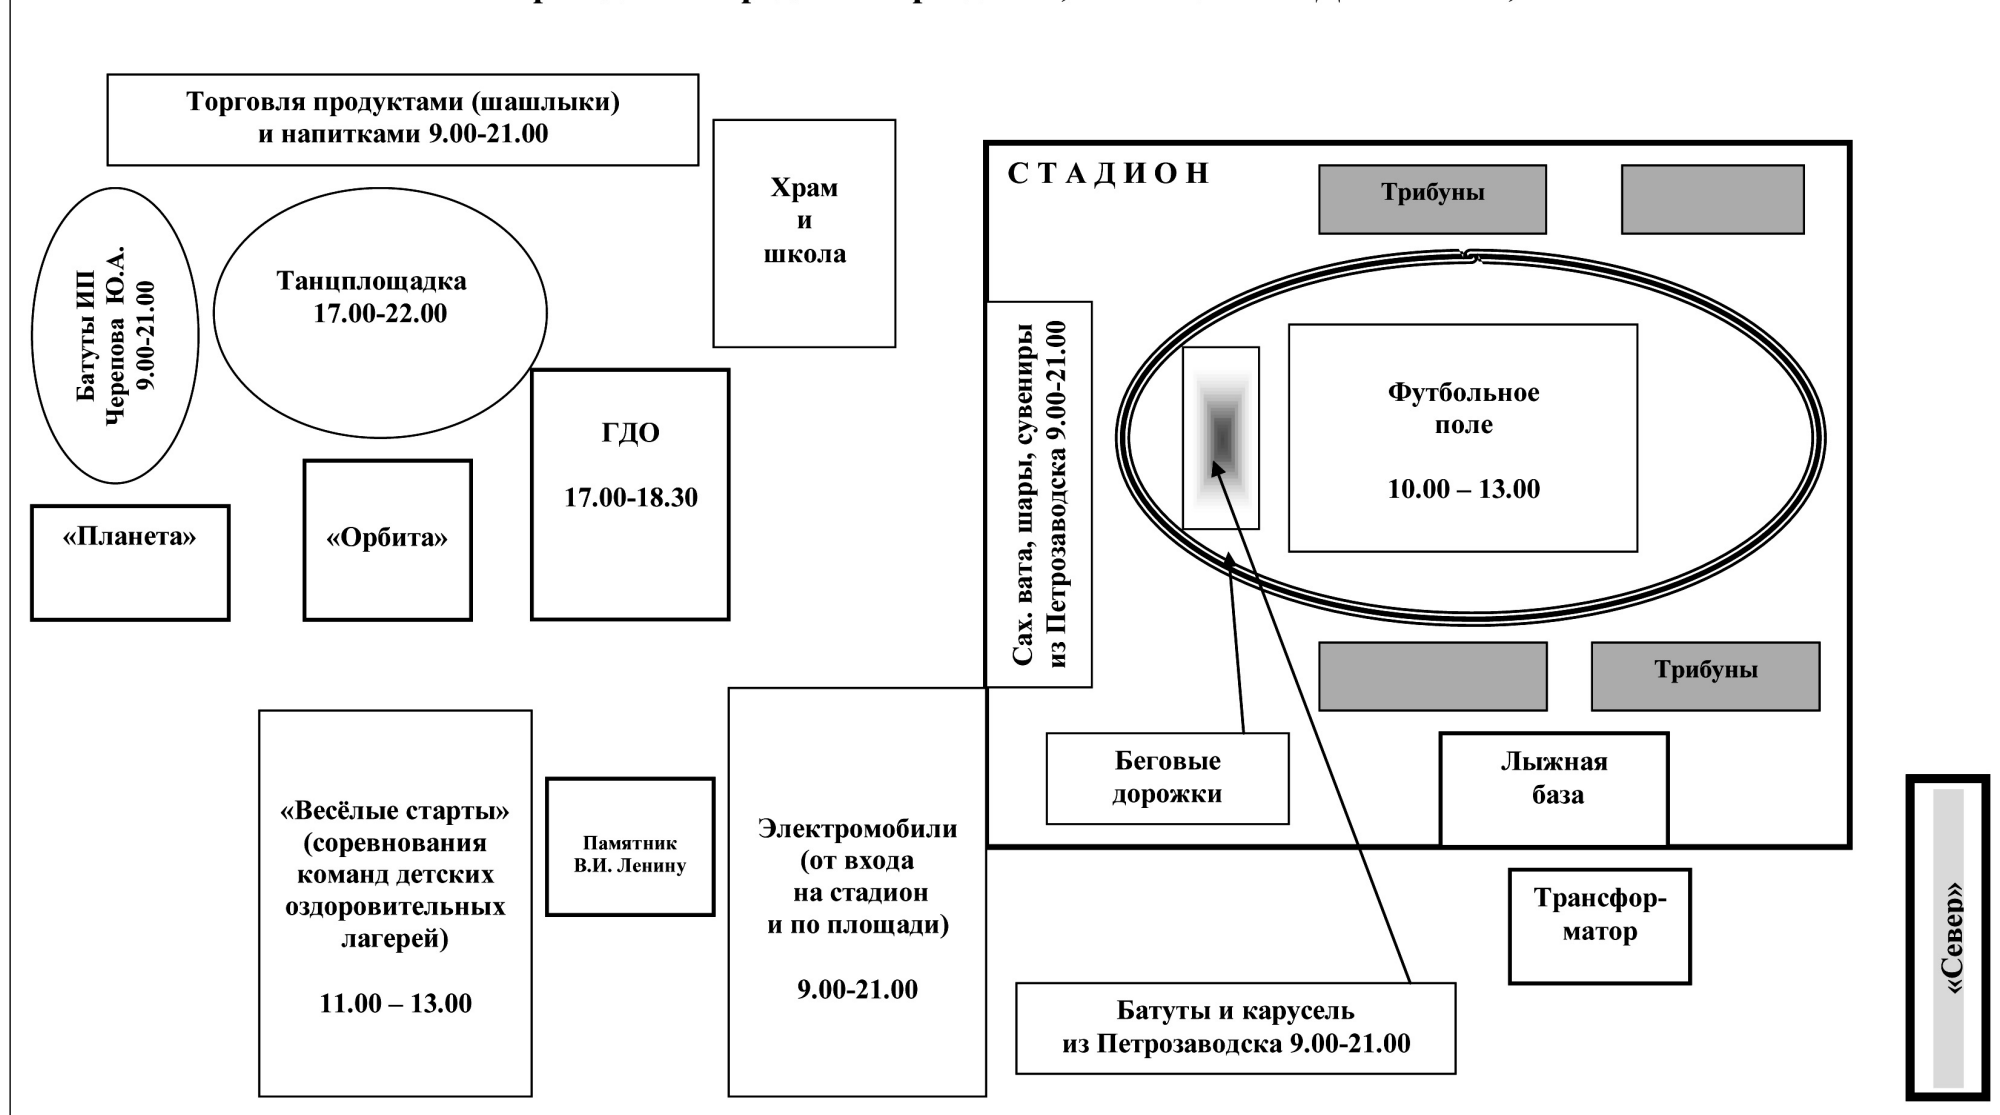 Торговля продуктами (шашлыки)
и напитками 9.00-21.00
Храм
и
школа
Батуты ИП
Черепова Ю.А.
9.00-21.00
Танцплощадка
17.00-22.00
ГДО
17.00-18.30
«Планета»
«Орбита»
СТАДИОН
Трибуны
Сах. вата, шары, сувениры
из Петрозаводска 9.00-21.00
Футбольное
поле
10.00 – 13.00
Трибуны
Беговые
дорожки
Лыжная
база
«Весёлые старты»
(соревнования
команд детских
оздоровительных
лагерей)
11.00 – 13.00
Памятник
В.И. Ленину
Электромобили
(от входа
на стадион
и по площади)
9.00-21.00
Трансфор-
матор
Батуты и карусель
из Петрозаводска 9.00-21.00
«Север»